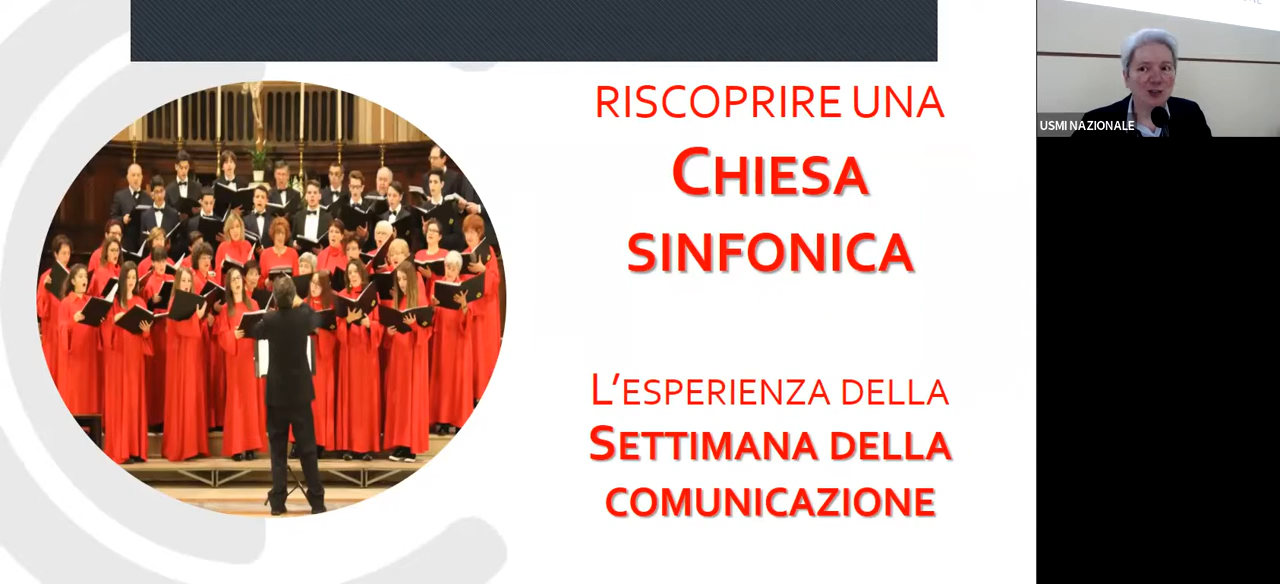 RISCOPRIRE UNA
CHIESA
SINFONICA
L'ESPERIENZA DELLA
SETTIMANA DELLA
COMUNICAZIONE
USMI NAZIONALE